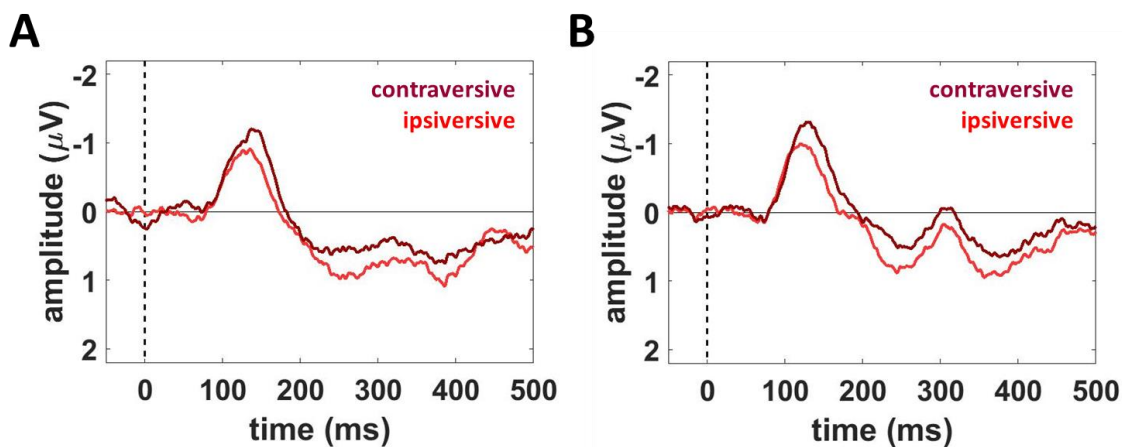 A
-2
-1
0
1
2
amplitude (μV)
contraversive
ipsiversive
0 100 200 300 400 500
time (ms)
B
-2
-1
0
1
2
amplitude (μV)
contraversive
ipsiversive
0 100 200 300 400 500
time (ms)